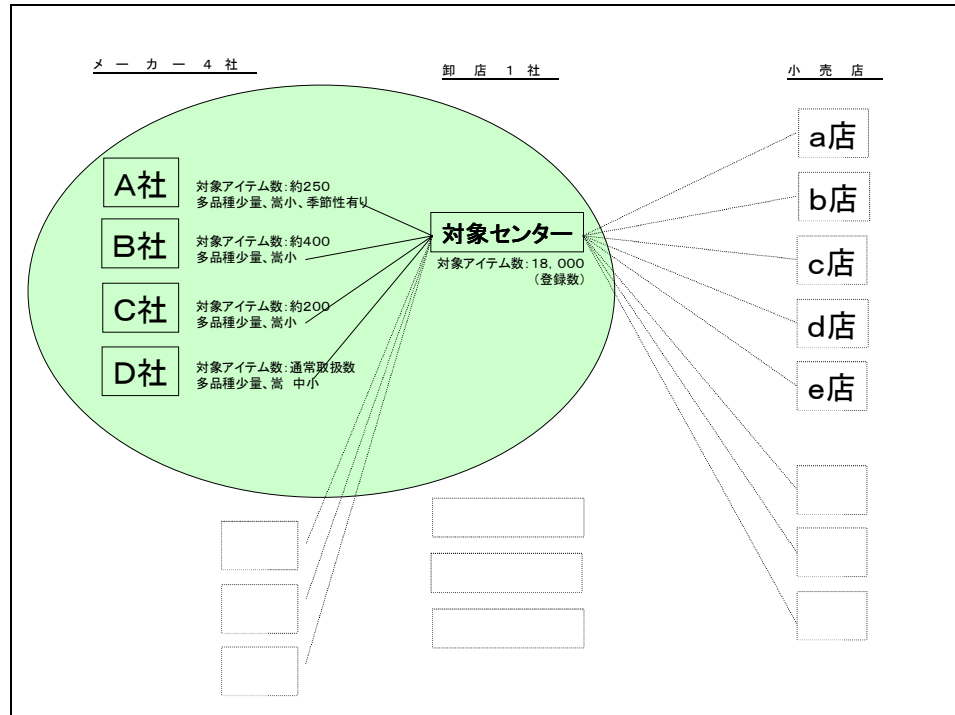 メーカー4社
卸店1社
小売店
A社
対象アイテム数：約250
多品種少量、嵩小、季節性有り
B社
対象アイテム数：約400
多品種少量、嵩小
C社
対象アイテム数：約200
多品種少量、嵩小
D社
対象アイテム数：通常取扱数
多品種少量、嵩　中小
対象センター
対象アイテム数：18，000
（登録数）
a店
b店
c店
d店
e店